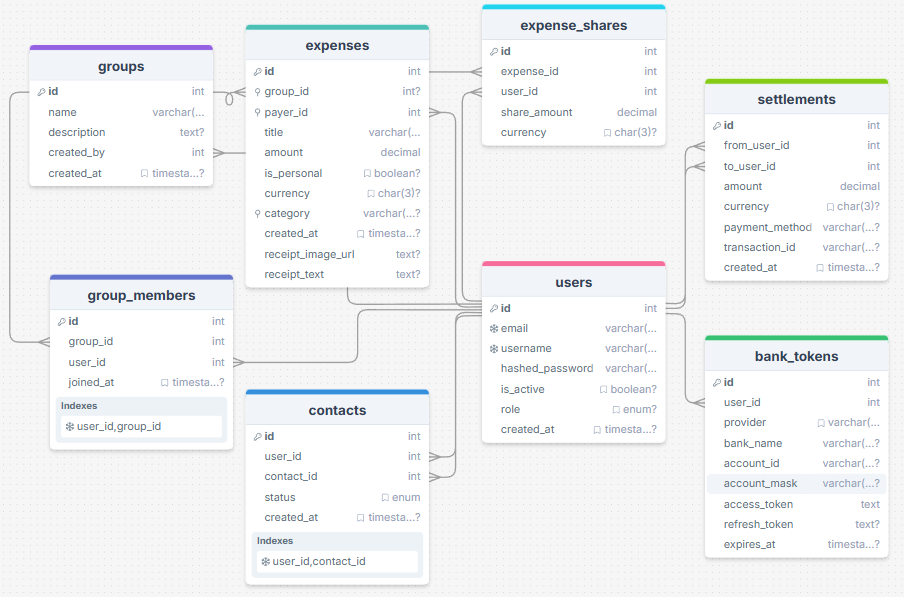 groups
id int
name varchar(...
description text?
created_by int
created_at timesta...?
expenses
id int
group_id int?
payer_id int
title varchar(...
amount decimal
is_personal boolean?
currency char(3)?
category varchar(...?
created_at timesta...?
receipt_image_url text?
receipt_text text?
expense_shares
id int
expense_id int
user_id int
share_amount decimal
currency char(3)?
settlements
id int
from_user_id int
to_user_id int
amount decimal
currency char(3)?
payment_method varchar(...?
transaction_id varchar(...?
created_at timesta...?
group_members
id int
group_id int
user_id int
joined_at timesta...?
Indexes
user_id,group_id
contacts
id int
user_id int
contact_id int
status enum
created_at timesta...?
Indexes
user_id,contact_id
users
id int
email varchar(...
username varchar(...
hashed_password varchar(...
is_active boolean?
role enum?
created_at timesta...?
bank_tokens
id int
user_id int
provider varchar(...
bank_name varchar(...?
account_id varchar(...?
account_mask varchar(...?
access_token text
refresh_token text?
expires_at timesta...?